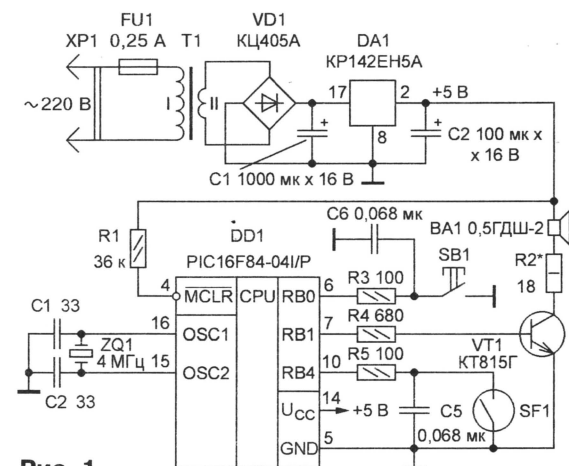 FU1
0,25 А
VD1
КЦ405А
DA1
КР142ЕН5А
XP1
T1
~220 В
I
II
17
2
+5 В
8
+
+
C1 1000 мк х 16 В
C2 100 мк х
х 16 В
C6 0,068 мк
BA1 0,5ГДШ-2
R1
36 к
DD1
PIC16F84-04I/P
SB1
R2*
18
4
MCLR
CPU
RB0
6
R3 100
C1 33
16
OSC1
RB1
7
R4 680
ZQ1
4 МГц
15
OSC2
RB4
10
R5 100
VT1
КТ815Г
C2 33
UCC
14
+5 В
C5
0,068 мк
SF1
GND
5
Рис. 1